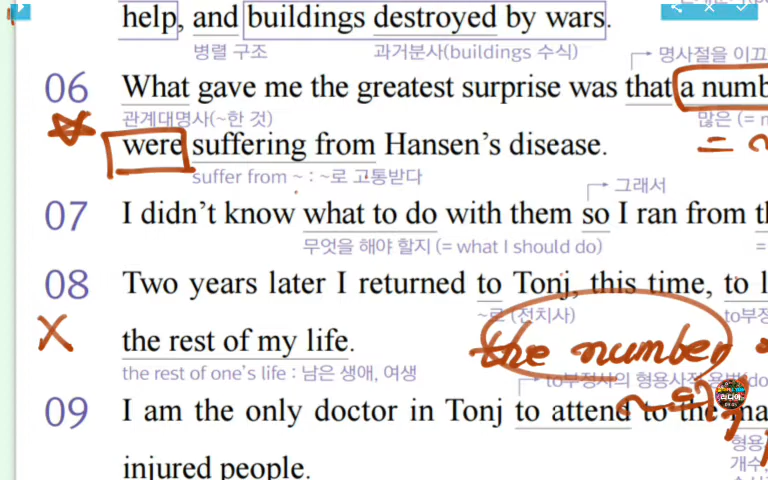 help, and buildings destroyed by wars.
병렬 구조 과거분사(buildings 수식)
명사절을 이끄
06 What gave me the greatest surprise was that a numb
관계대명사(~한 것) 많은 (=
were suffering from Hansen's disease.
suffer from ~ : ~로 고통받다
그래서
07 I didn't know what to do with them so I ran from th
무엇을 해야 할지 (= what I should do) =
08 Two years later I returned to Tonj, this time, to l
~로 (전치사) to부정
the rest of my life.
the number
the rest of one's life : 남은 생애, 여생
to부정사의 형용사적 용법(do
09 I am the only doctor in Tonj to attend to the ma
형용
개수,
injured people.